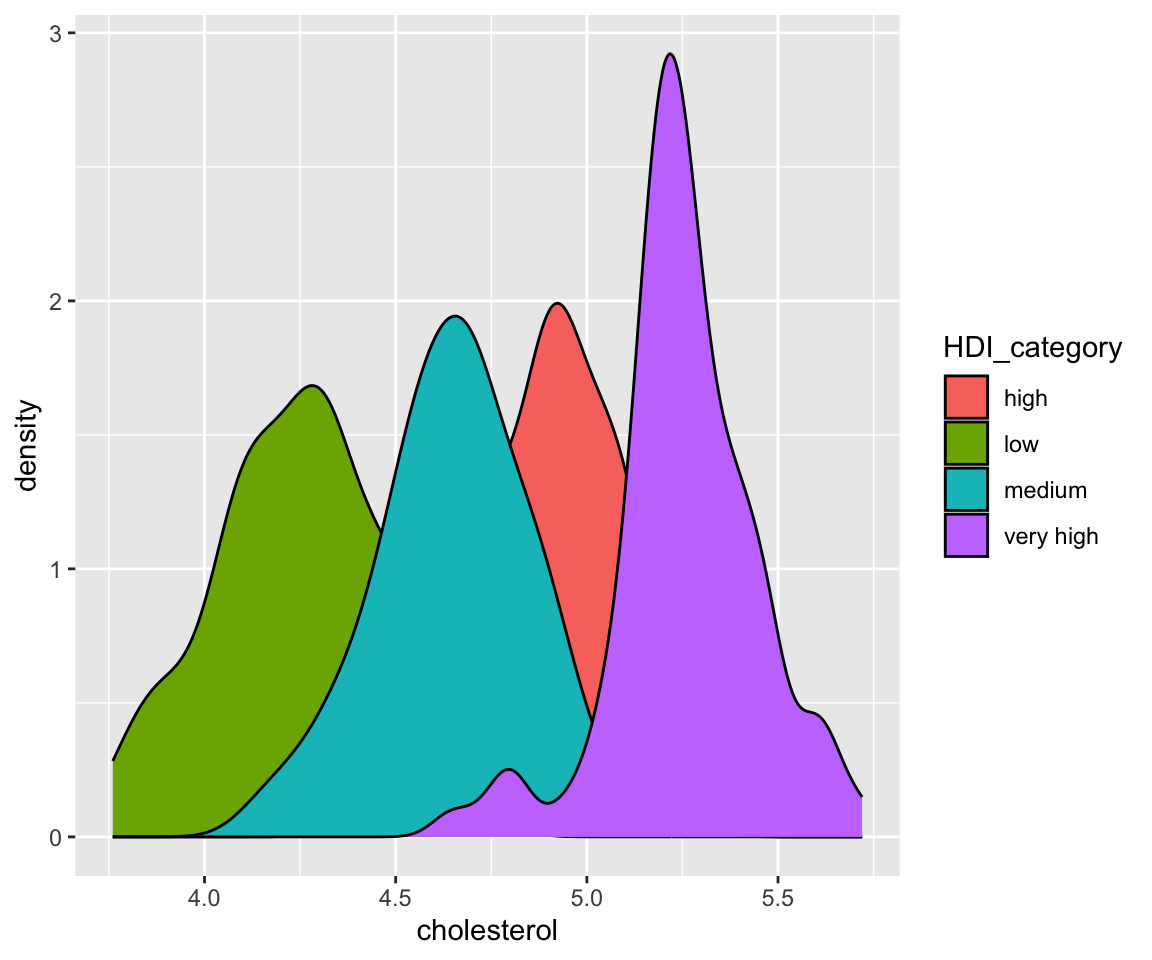 3
2
1
0
density
4.0 4.5 5.0 5.5
cholesterol
HDI_category
high
low
medium
very high